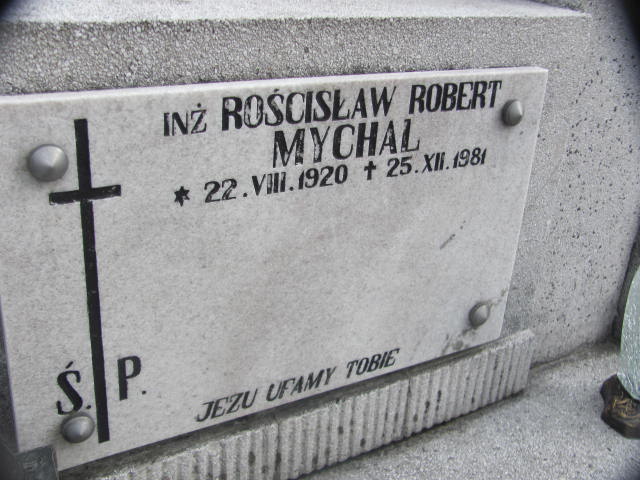 INŻ ROŚCISŁAW ROBERT
MYCHAL
* 22.VIII.1920 ✝ 25.XII.1981
Ś. P.
JEZU UFAMY TOBIE